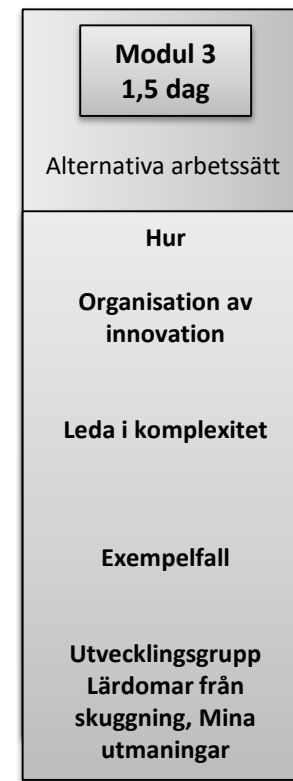 Modul 3
1,5 dag
Alternativa arbetssätt
Hur
Organisation av
innovation
Leda i komplexitet
Exempelfall
Utvecklingsgrupp
Lärdomar från
skuggning, Mina
utmaningar